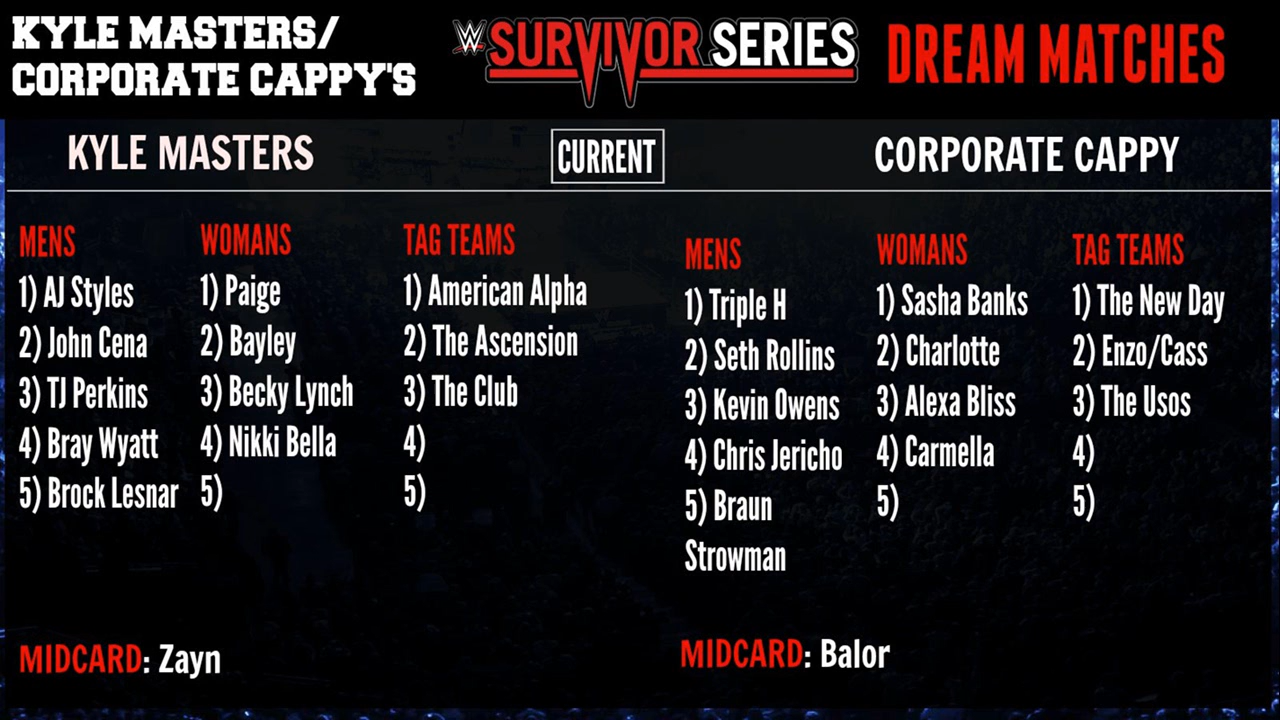 KYLE MASTERS/
CORPORATE CAPPY'S
W SURVIVOR SERIES
DREAM MATCHES
KYLE MASTERS
CURRENT
CORPORATE CAPPY
MENS
1) AJ Styles
2) John Cena
3) TJ Perkins
4) Bray Wyatt
5) Brock Lesnar
WOMANS
1) Paige
2) Bayley
3) Becky Lynch
4) Nikki Bella
5)
TAG TEAMS
1) American Alpha
2) The Ascension
3) The Club
4)
5)
MIDCARD: Zayn
MENS
1) Triple H
2) Seth Rollins
3) Kevin Owens
4) Chris Jericho
5) Braun
Strowman
WOMANS
1) Sasha Banks
2) Charlotte
3) Alexa Bliss
4) Carmella
5)
TAG TEAMS
1) The New Day
2) Enzo/Cass
3) The Usos
4)
5)
MIDCARD: Balor